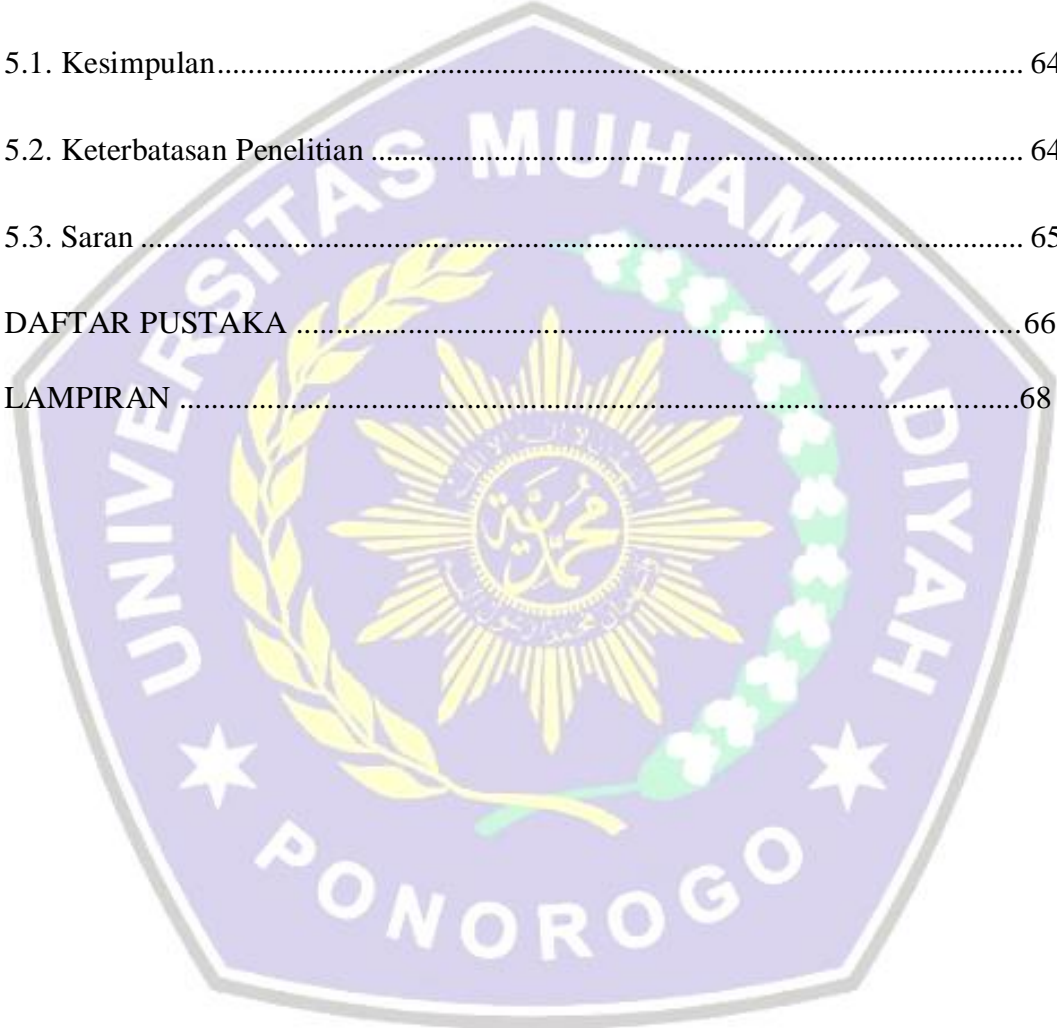 5.1. Kesimpulan.......................................................................................................... 64
5.2. Keterbatasan Penelitian ...................................................................................... 64
5.3. Saran .................................................................................................................... 65
DAFTAR PUSTAKA ...............................................................................................66
LAMPIRAN ..............................................................................................................68
UNIVERSITAS MUHAMMADIYAH
محمدية
PONOROGO